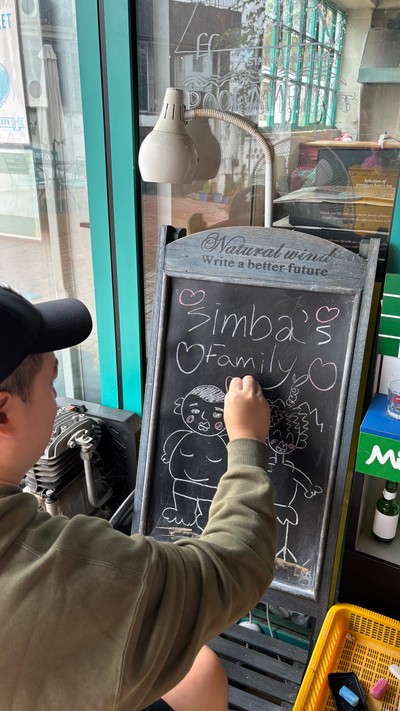 Natural wind
Write a better future
Simba's
Family